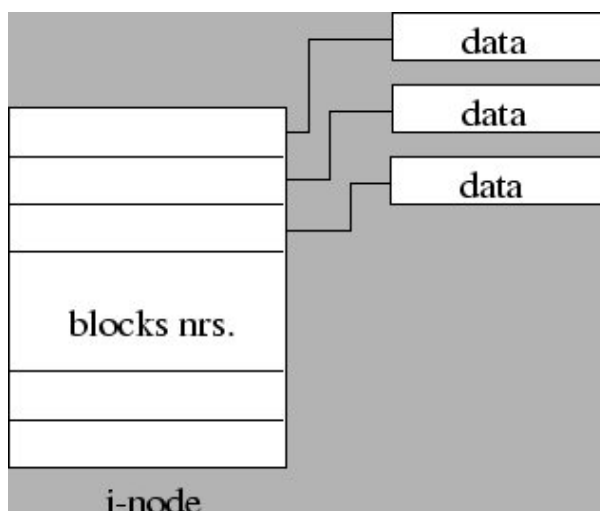 data
data
data
blocks nrs.
i-node